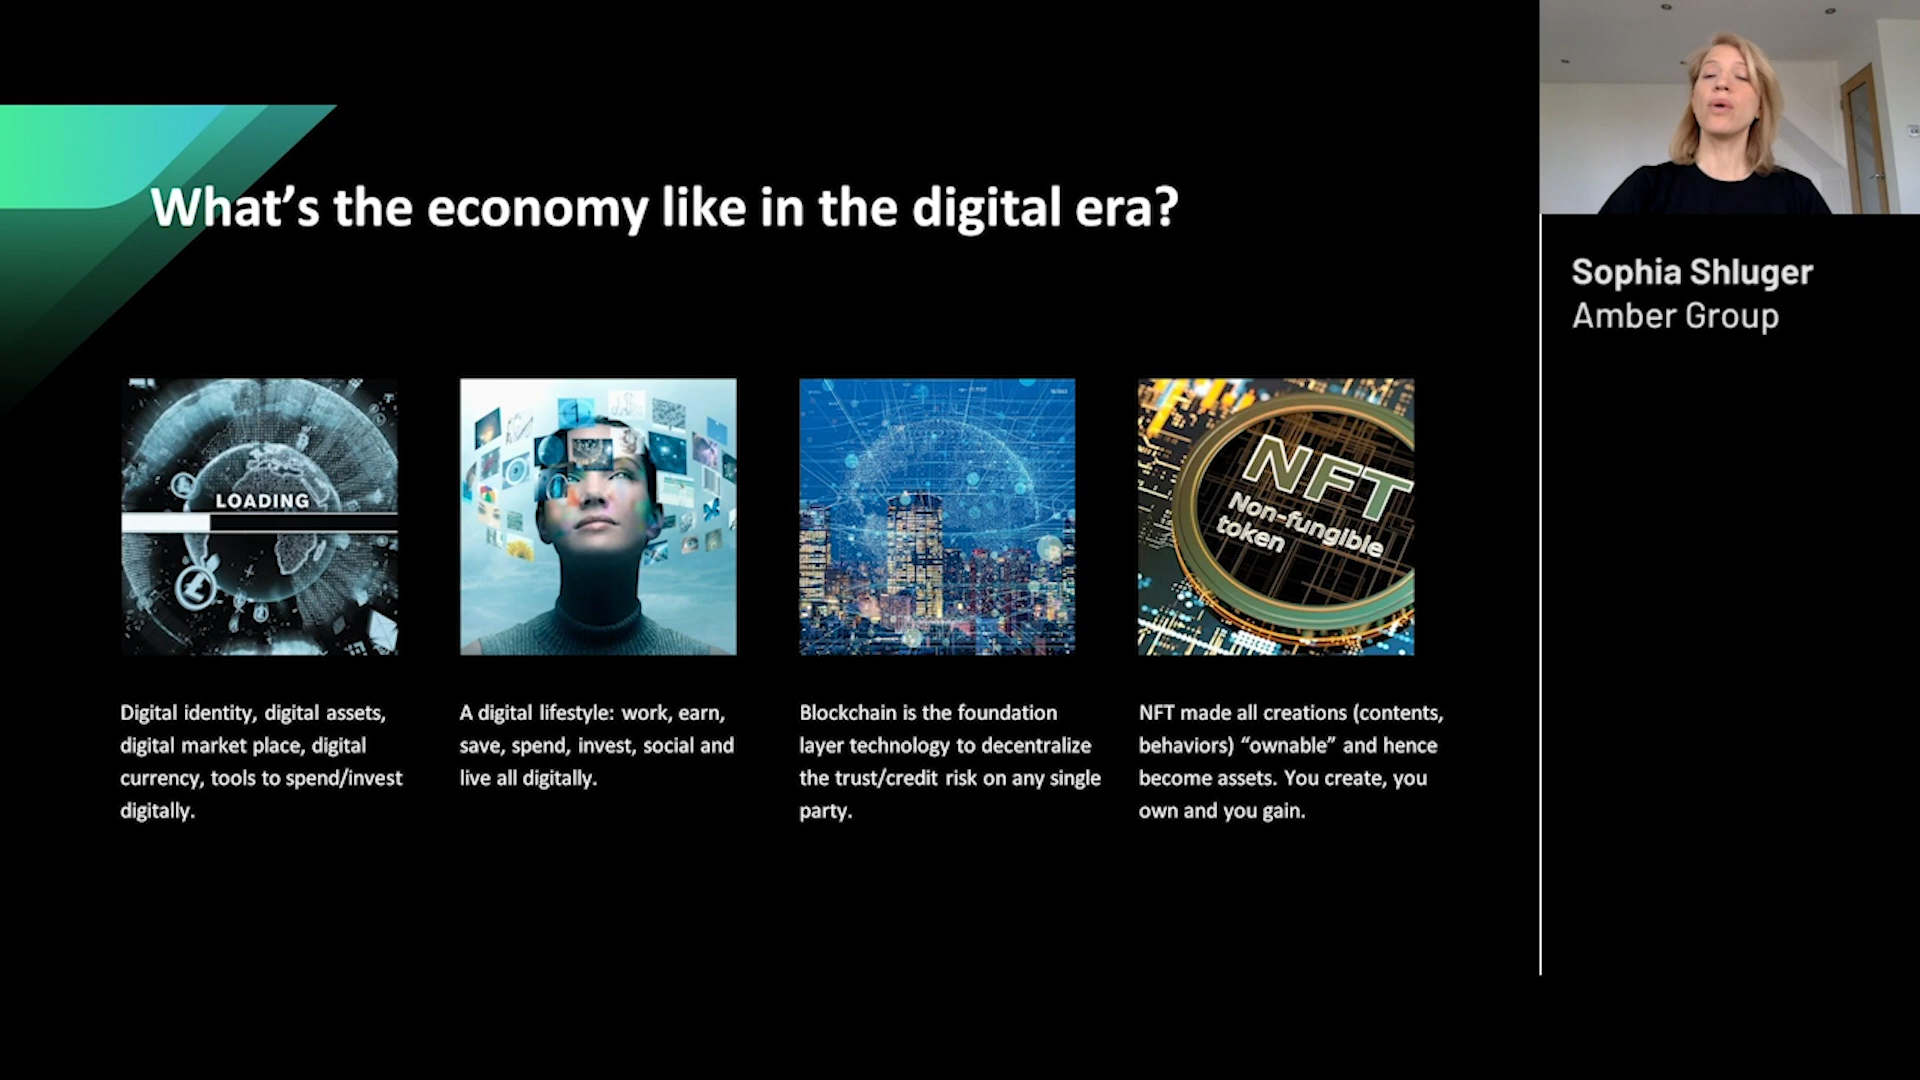 What's the economy like in the digital era?
Sophia Shluger
Amber Group
LOADING
NFT
Non-fungible
token
Digital identity, digital assets,
digital market place, digital
currency, tools to spend/invest
digitally.
A digital lifestyle: work, earn,
save, spend, invest, social and
live all digitally.
Blockchain is the foundation
layer technology to decentralize
the trust/credit risk on any single
party.
NFT made all creations (contents,
behaviors) “ownable” and hence
become assets. You create, you
own and you gain.